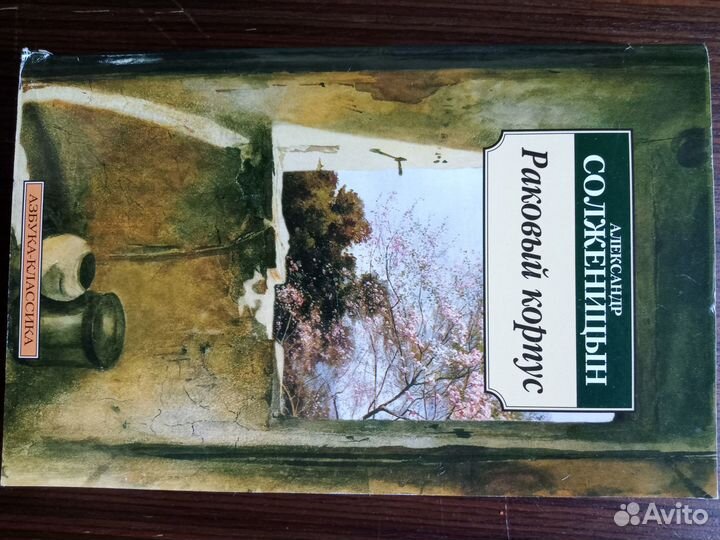 АЛЕКСАНДР
СОЛЖЕНИЦЫН
Раковый корпус
АЗБУКА-КЛАССИКА
Avito